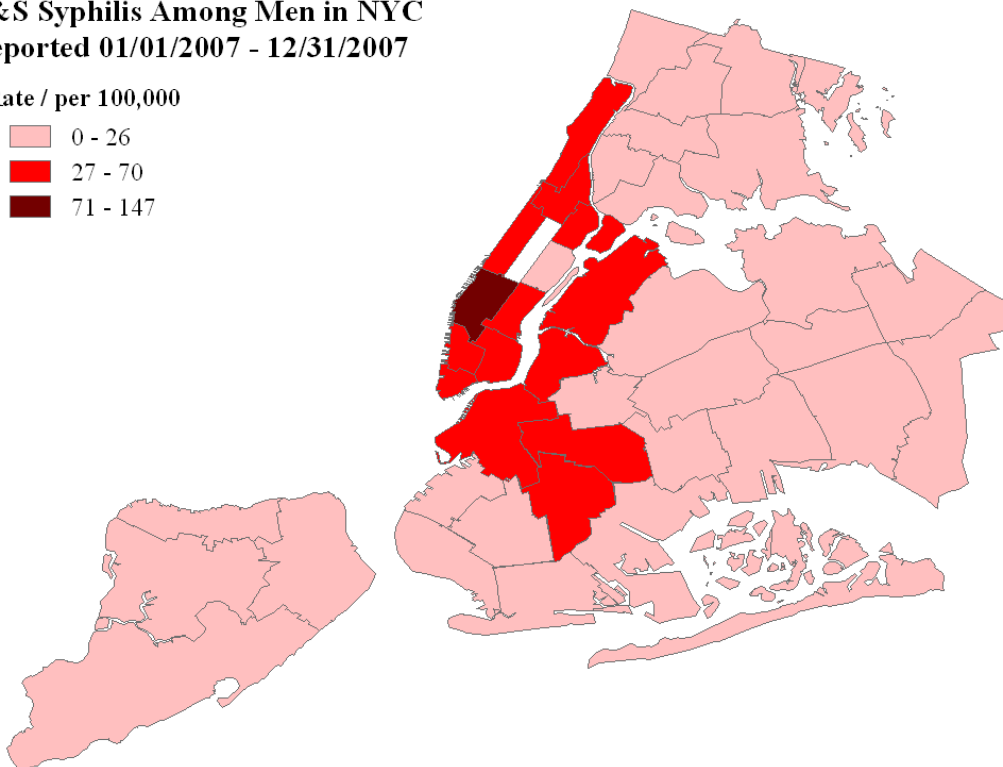 &S Syphilis Among Men in NYC
eported 01/01/2007 - 12/31/2007
ate / per 100,000
0 - 26
27 - 70
71 - 147